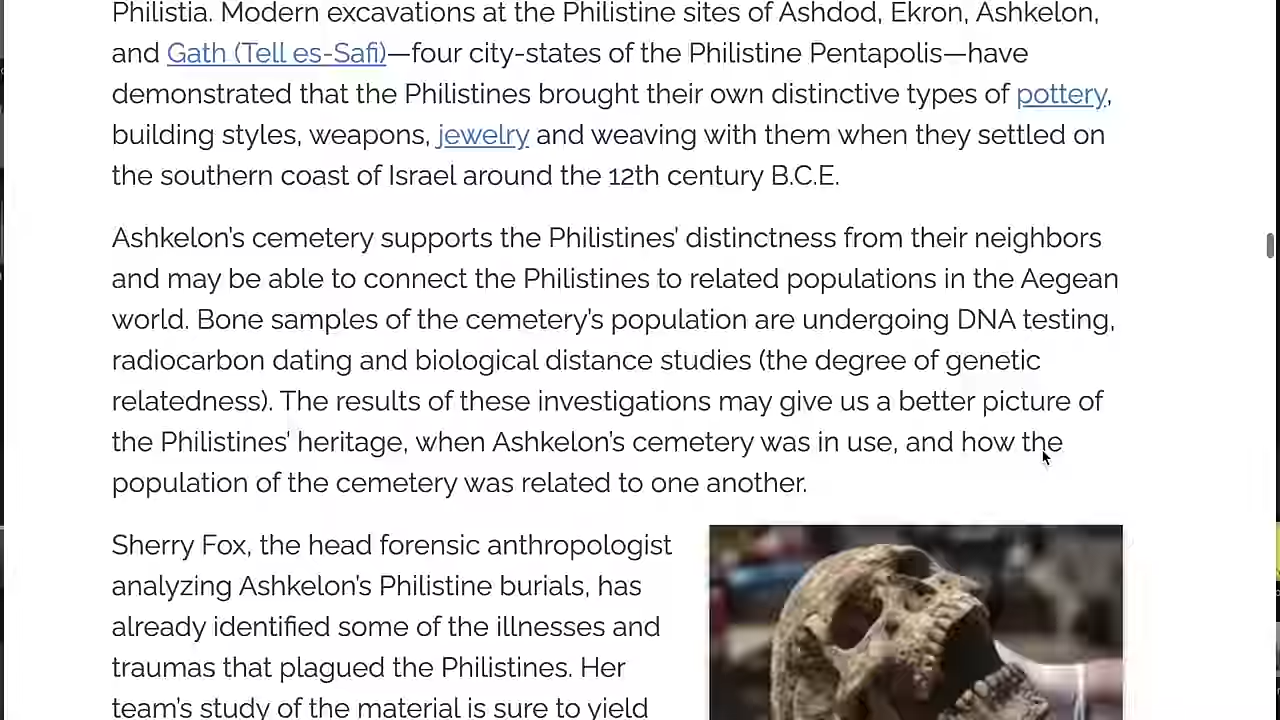 Philistia. Modern excavations at the Philistine sites of Ashdod, Ekron, Ashkelon,
and Gath (Tell es-Safi)—four city-states of the Philistine Pentapolis—have
demonstrated that the Philistines brought their own distinctive types of pottery,
building styles, weapons, jewelry and weaving with them when they settled on
the southern coast of Israel around the 12th century B.C.E.
Ashkelon's cemetery supports the Philistines' distinctness from their neighbors
and may be able to connect the Philistines to related populations in the Aegean
world. Bone samples of the cemetery's population are undergoing DNA testing,
radiocarbon dating and biological distance studies (the degree of genetic
relatedness). The results of these investigations may give us a better picture of
the Philistines' heritage, when Ashkelon's cemetery was in use, and how the
population of the cemetery was related to one another.
Sherry Fox, the head forensic anthropologist
analyzing Ashkelon's Philistine burials, has
already identified some of the illnesses and
traumas that plagued the Philistines. Her
team's study of the material is sure to yield